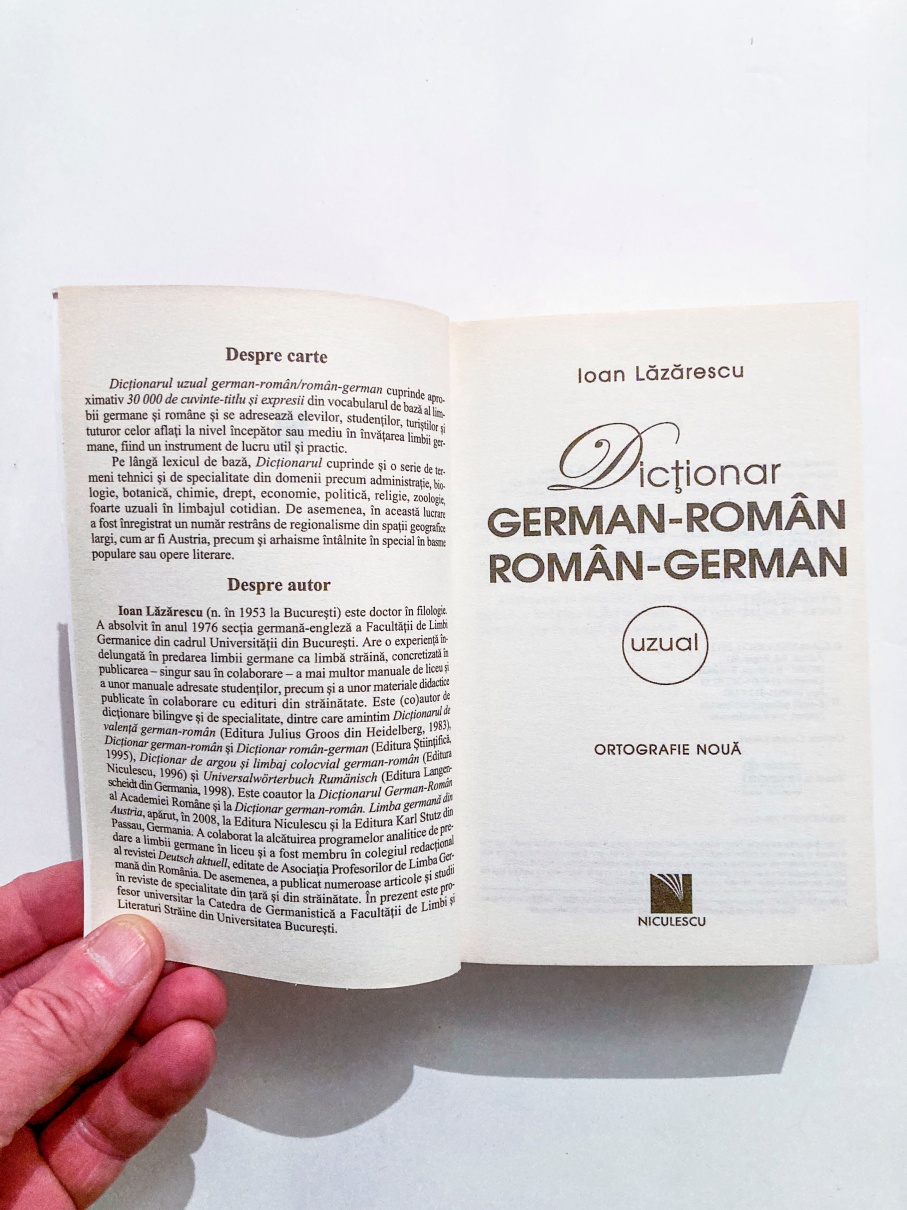 Despre carte
Dicționarul uzual german-român/român-german cuprinde apro-
ximativ 30 000 de cuvinte-titlu și expresii din vocabularul de bază al lim-
bii germane și române și se adresează elevilor, studenților, turiștilor și
tuturor celor aflați la nivel începător sau mediu în învățarea limbii ger-
mane, fiind un instrument de lucru util și practic.
Pe lângă lexicul de bază, Dicționarul cuprinde și o serie de ter-
meni tehnici și de specialitate din domenii precum administrație, bio-
logie, botanică, chimie, drept, economie, politică, religie, zoologie,
foarte uzuali în limbajul cotidian. De asemenea, în această lucrare
a fost înregistrat un număr restrâns de regionalisme din spații geografice
largi, cum ar fi Austria, precum și arhaisme întâlnite în special în basme
populare sau opere literare.
Despre autor
Ioan Lăzărescu (n. în 1953 la București) este doctor în filologie.
A absolvit în anul 1976 secția germană-engleză a Facultății de Limbi
Germanice din cadrul Universității din București. Are o experiență în-
delungată în predarea limbii germane ca limbă străină, concretizată în
publicarea – singur sau în colaborare – a mai multor manuale de liceu și
a unor manuale adresate studenților, precum și a unor materiale didactice
publicate în colaborare cu edituri din străinătate. Este (co)autor de
dicționare bilingve și de specialitate, dintre care amintim Dicționarul de
valență german-român (Editura Julius Groos din Heidelberg, 1983),
Dicționar german-român și Dicționar român-german (Editura Științifică,
1995), Dicționar de argou și limbaj colocvial german-român (Editura
Niculescu, 1996) și Universalwörterbuch Rumänisch (Editura Langen-
scheidt din Germania, 1998). Este coautor la Dicționarul German-Român
al Academiei Române și la Dicționar german-român. Limba germană din
Austria, apărut, în 2008, la Editura Niculescu și la Editura Karl Stutz din
Passau, Germania. A colaborat la alcătuirea programelor analitice de pre-
dare a limbii germane în liceu și a fost membru în colegiul redacțional
al revistei Deutsch aktuell, editate de Asociația Profesorilor de Limba Ger-
mană din România. De asemenea, a publicat numeroase articole și studii
în reviste de specialitate din țară și din străinătate. În prezent este pro-
fesor universitar la Catedra de Germanistică a Facultății de Limbi și
Literaturi Străine din Universitatea București.
Ioan Lăzărescu
Dicţionar
GERMAN-ROMÂN
ROMÂN-GERMAN
uzual
ORTOGRAFIE NOUĂ
NICULESCU